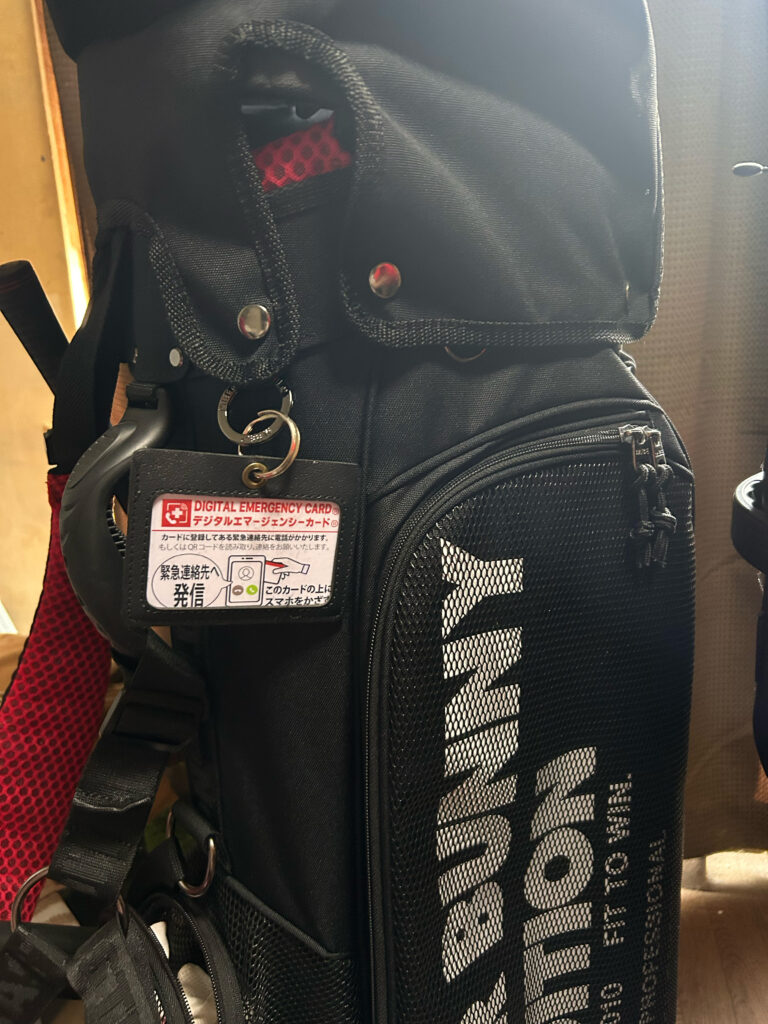 DIGITAL EMERGENCY CARD
デジタルエマージェンシーカード
カードに登録してある緊急連絡先に電話がかかります。
もしくはQRコードを読み取り、連絡をお願いいたします。
緊急連絡先へ
発信
このカードの上に
スマホをかざす
BUNNY
ITION
010 FIT TO WIN.
PROFESSIONAL